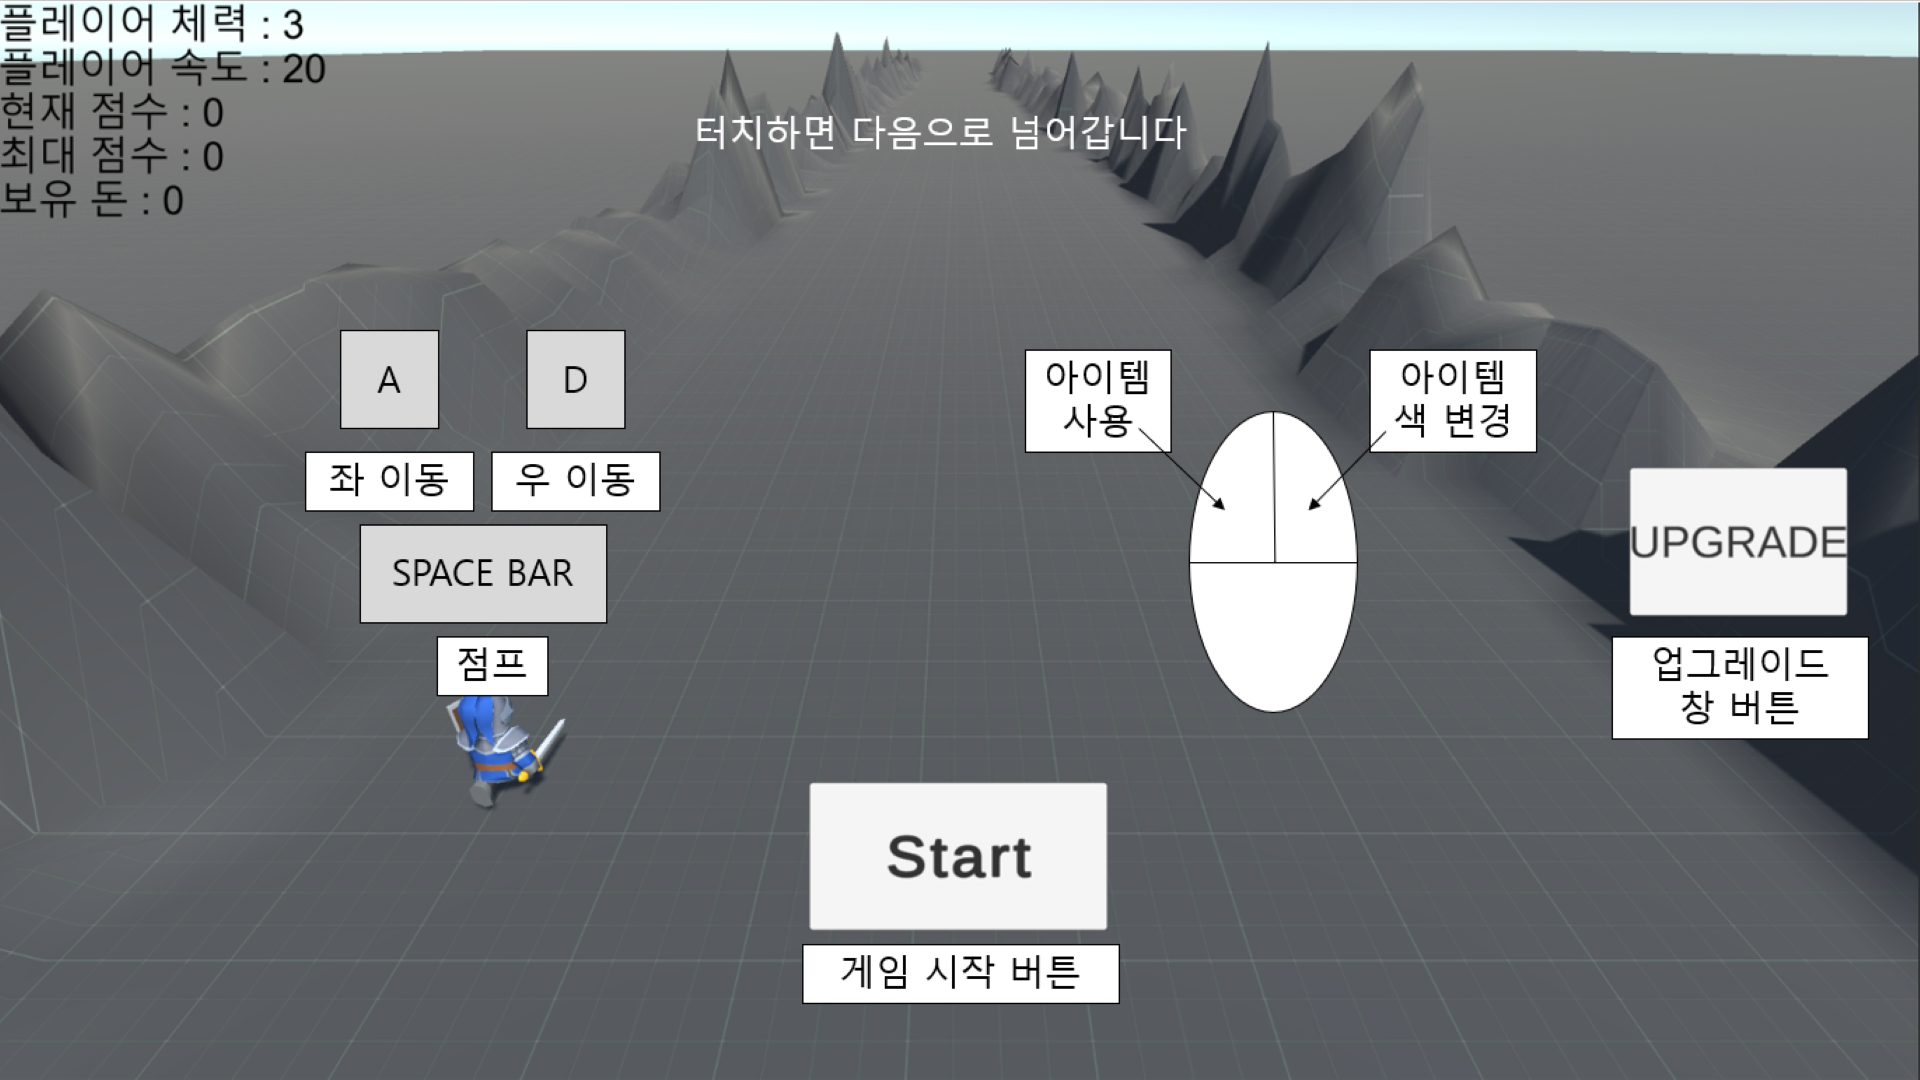 플레이어 체력 : 3
플레이어 속도 : 20
현재 점수 : 0
최대 점수 : 0
보유 돈 : 0
터치하면 다음으로 넘어갑니다
A
D
좌 이동
우 이동
SPACE BAR
점프
아이템
사용
아이템
색 변경
UPGRADE
업그레이드
창 버튼
Start
게임 시작 버튼